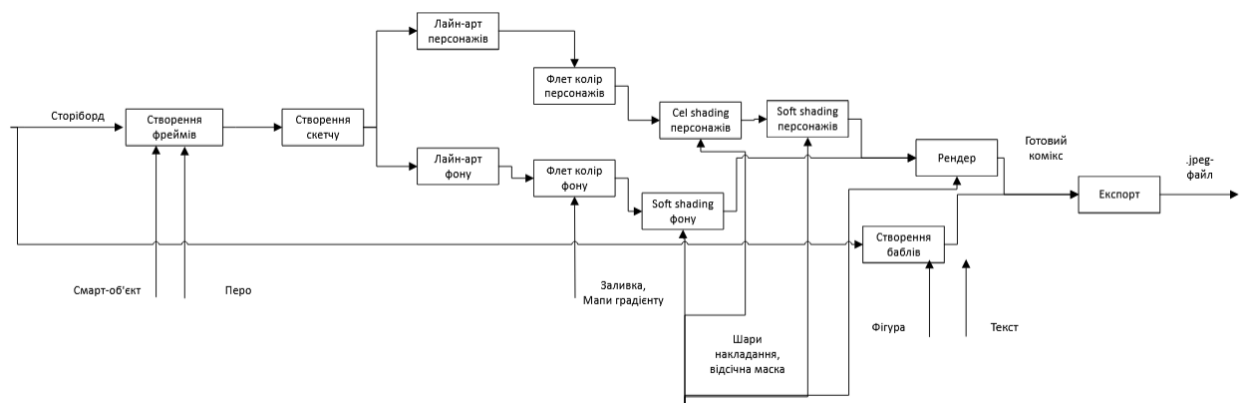 Лайн-арт
персонажів
Флет колір
персонажів
Сторіборд
Створення
фреймів
Створення
скетчу
Cel shading
персонажів
Soft shading
персонажів
Лайн-арт
фону
Флет колір
фону
Soft shading
фону
Рендер
Готовий
комікс
.jpeg-
файл
Експорт
Створення
баблів
Смарт-об'єкт
Перо
Заливка,
Мапи градієнту
Шари
накладання,
відсічна маска
Фігура
Текст